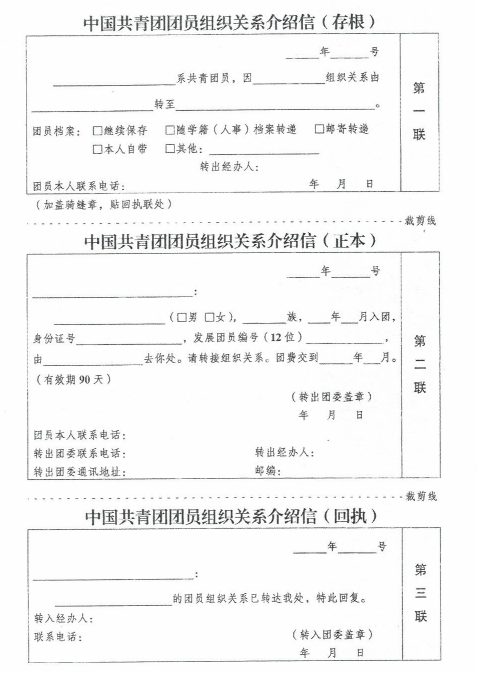 中国共青团团员组织关系介绍信（存根）
______年______号
________________系共青团员，因__________组织关系由
________________转至____________________。
团员档案：□继续保存 □随学籍（人事）档案转递 □邮寄转递
□本人自带 □其他：________________
转出经办人：
团员本人联系电话： 年 月 日
第一联
（加盖骑缝章，贴回执联处）
裁剪线
中国共青团团员组织关系介绍信（正本）
______年______号
____________________：
________________（□男 □女），______族，___年___月入团，
身份证号______________，发展团员编号（12位）______________，
由____________去你处。请转接组织关系。团费交到_____年___月。
（有效期 90 天）
（转出团委盖章）
年 月 日
团员本人联系电话：
转出团委联系电话： 转出经办人：
转出团委通讯地址： 邮编：
第二联
裁剪线
中国共青团团员组织关系介绍信（回执）
_____年______号
____________________：
________________的团员组织关系已转达我处，特此回复。
转入经办人：
联系电话： （转入团委盖章）
年 月 日
第三联